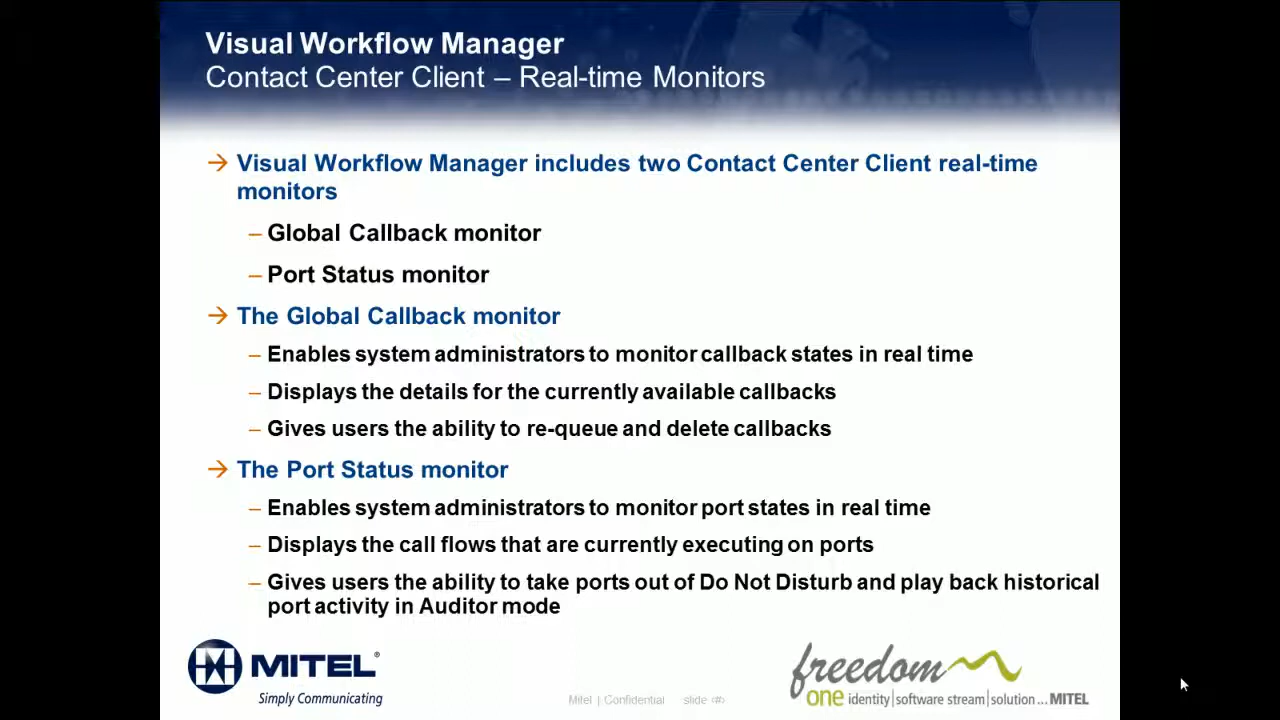 Visual Workflow Manager
Contact Center Client – Real-time Monitors
→ Visual Workflow Manager includes two Contact Center Client real-time
monitors
– Global Callback monitor
– Port Status monitor
→ The Global Callback monitor
– Enables system administrators to monitor callback states in real time
– Displays the details for the currently available callbacks
– Gives users the ability to re-queue and delete callbacks
→ The Port Status monitor
– Enables system administrators to monitor port states in real time
– Displays the call flows that are currently executing on ports
– Gives users the ability to take ports out of Do Not Disturb and play back historical
port activity in Auditor mode
MITEL®
Simply Communicating
Mitel | Confidential slide ‹#›
freedom
one identity|software stream|solution...MITEL